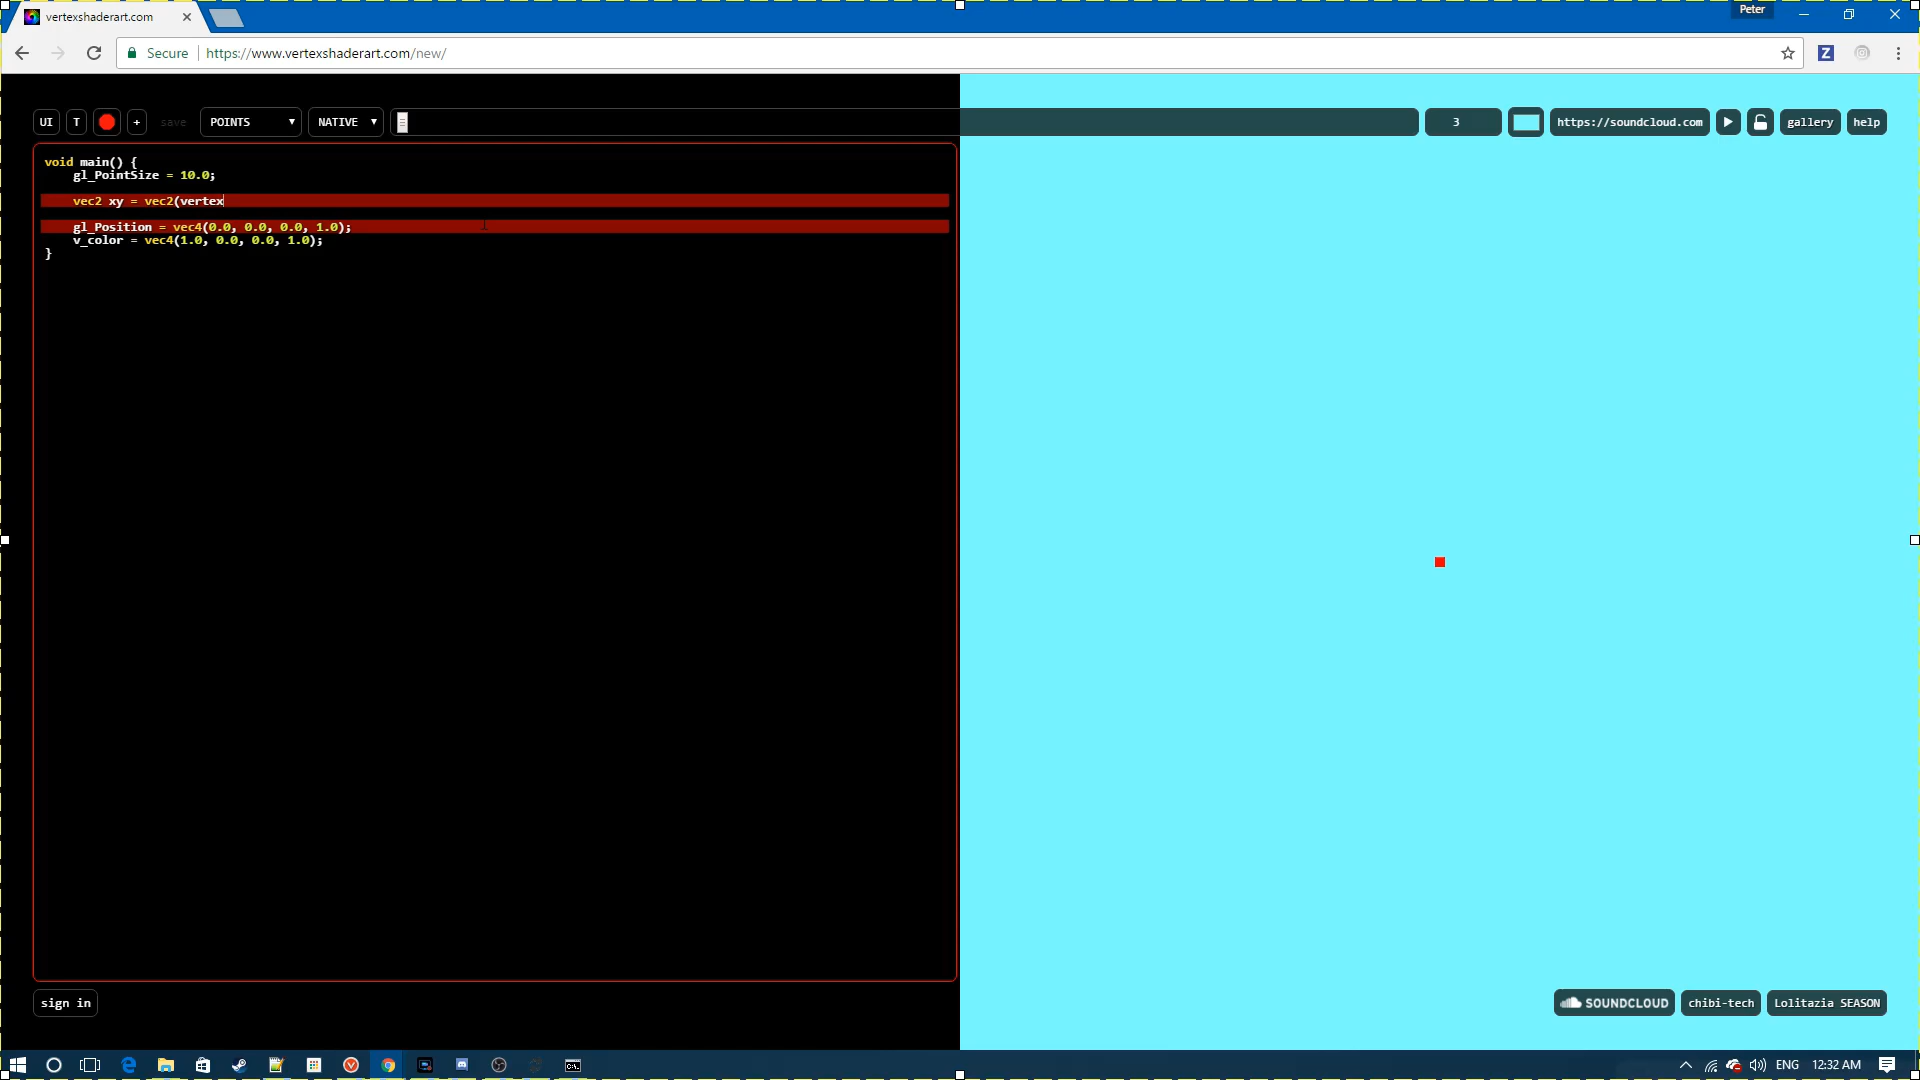 Peter
vertexshaderart.com
Secure https://www.vertexshaderart.com/new/
UI T + save POINTS NATIVE 3 https://soundcloud.com gallery help
void main() {
gl_PointSize = 10.0;
vec2 xy = vec2(vertex
gl_Position = vec4(0.0, 0.0, 0.0, 1.0);
v_color = vec4(1.0, 0.0, 0.0, 1.0);
}
sign in
SOUNDCLOUD chibi-tech Lolitazia SEASON
ENG 12:32 AM